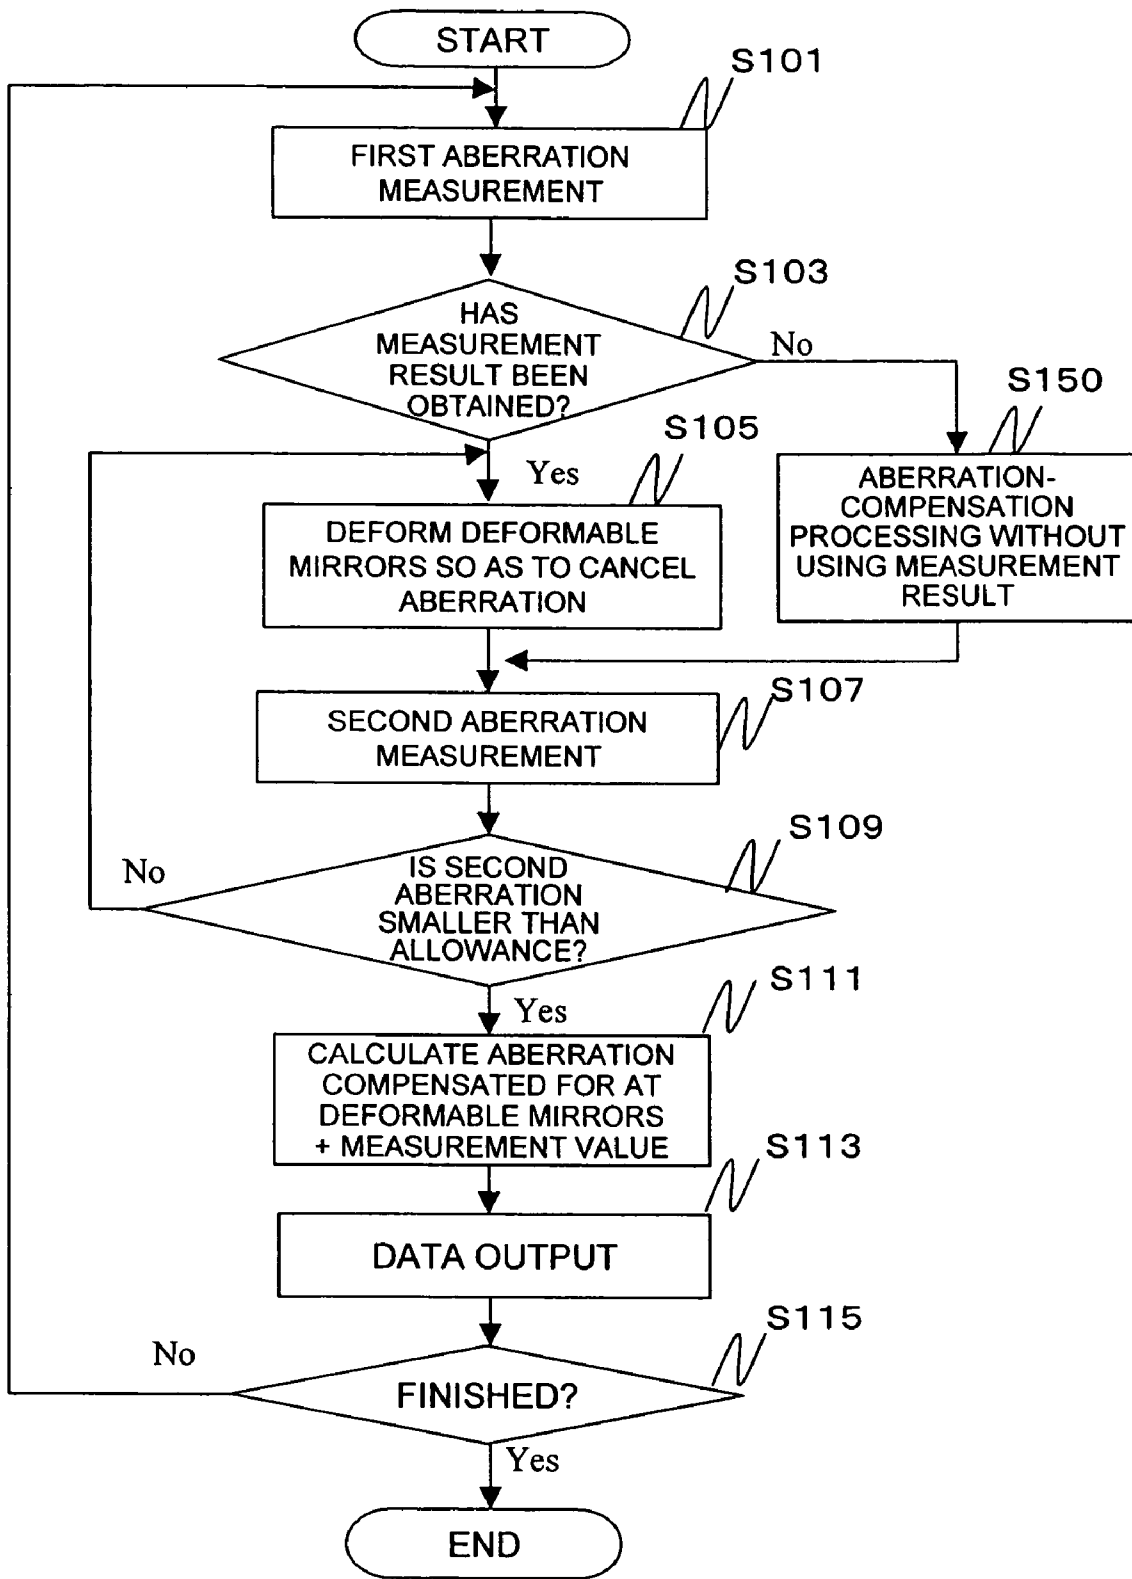 START
S101
FIRST ABERRATION
MEASUREMENT
S103
HAS
MEASUREMENT
RESULT BEEN
OBTAINED?
No
S150
ABERRATION-
COMPENSATION
PROCESSING WITHOUT
USING MEASUREMENT
RESULT
S105
Yes
DEFORM DEFORMABLE
MIRRORS SO AS TO CANCEL
ABERRATION
S107
SECOND ABERRATION
MEASUREMENT
S109
No
IS SECOND
ABERRATION
SMALLER THAN
ALLOWANCE?
S111
Yes
CALCULATE ABERRATION
COMPENSATED FOR AT
DEFORMABLE MIRRORS
+ MEASUREMENT VALUE
S113
DATA OUTPUT
S115
No
FINISHED?
Yes
END